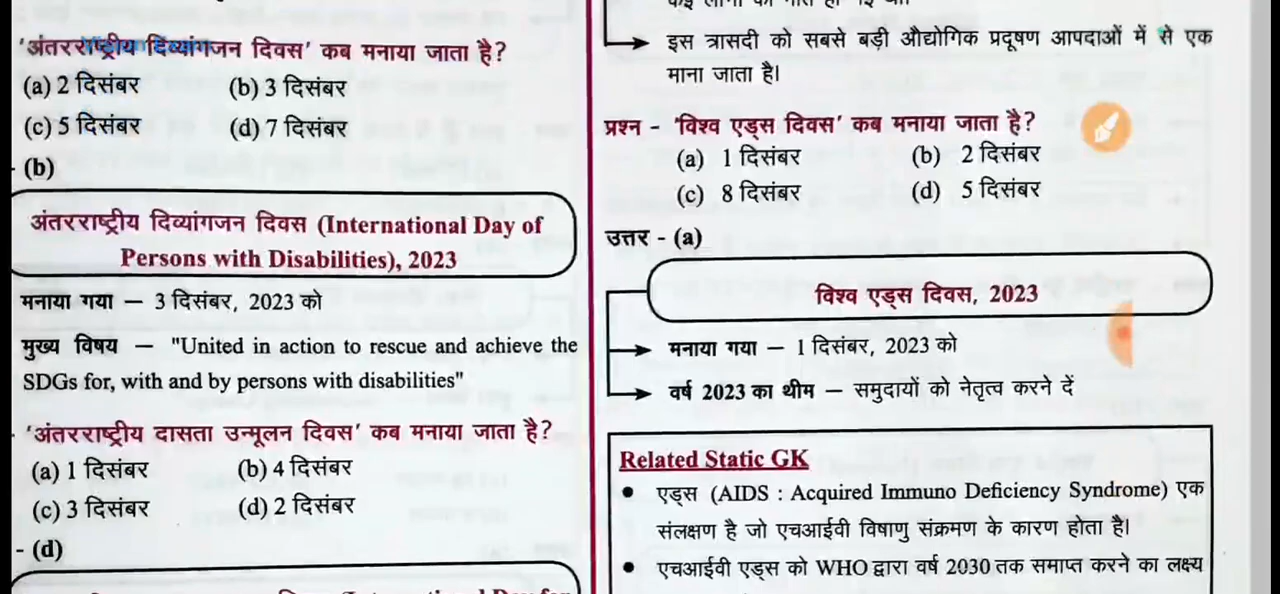 'अंतरराष्ट्रीय दिव्यांगजन दिवस' कब मनाया जाता है?
(a) 2 दिसंबर (b) 3 दिसंबर
(c) 5 दिसंबर (d) 7 दिसंबर
- (b)
अंतरराष्ट्रीय दिव्यांगजन दिवस (International Day of
Persons with Disabilities), 2023
मनाया गया — 3 दिसंबर, 2023 को
मुख्य विषय — "United in action to rescue and achieve the
SDGs for, with and by persons with disabilities"
'अंतरराष्ट्रीय दासता उन्मूलन दिवस' कब मनाया जाता है?
(a) 1 दिसंबर (b) 4 दिसंबर
(c) 3 दिसंबर (d) 2 दिसंबर
- (d)
इस त्रासदी को सबसे बड़ी औद्योगिक प्रदूषण आपदाओं में से एक
माना जाता है।
प्रश्न - 'विश्व एड्स दिवस' कब मनाया जाता है?
(a) 1 दिसंबर (b) 2 दिसंबर
(c) 8 दिसंबर (d) 5 दिसंबर
उत्तर - (a)
विश्व एड्स दिवस, 2023
मनाया गया — 1 दिसंबर, 2023 को
वर्ष 2023 का थीम — समुदायों को नेतृत्व करने दें
Related Static GK
● एड्स (AIDS : Acquired Immuno Deficiency Syndrome) एक
संलक्षण है जो एचआईवी विषाणु संक्रमण के कारण होता है।
● एचआईवी एड्स को WHO द्वारा वर्ष 2030 तक समाप्त करने का लक्ष्य